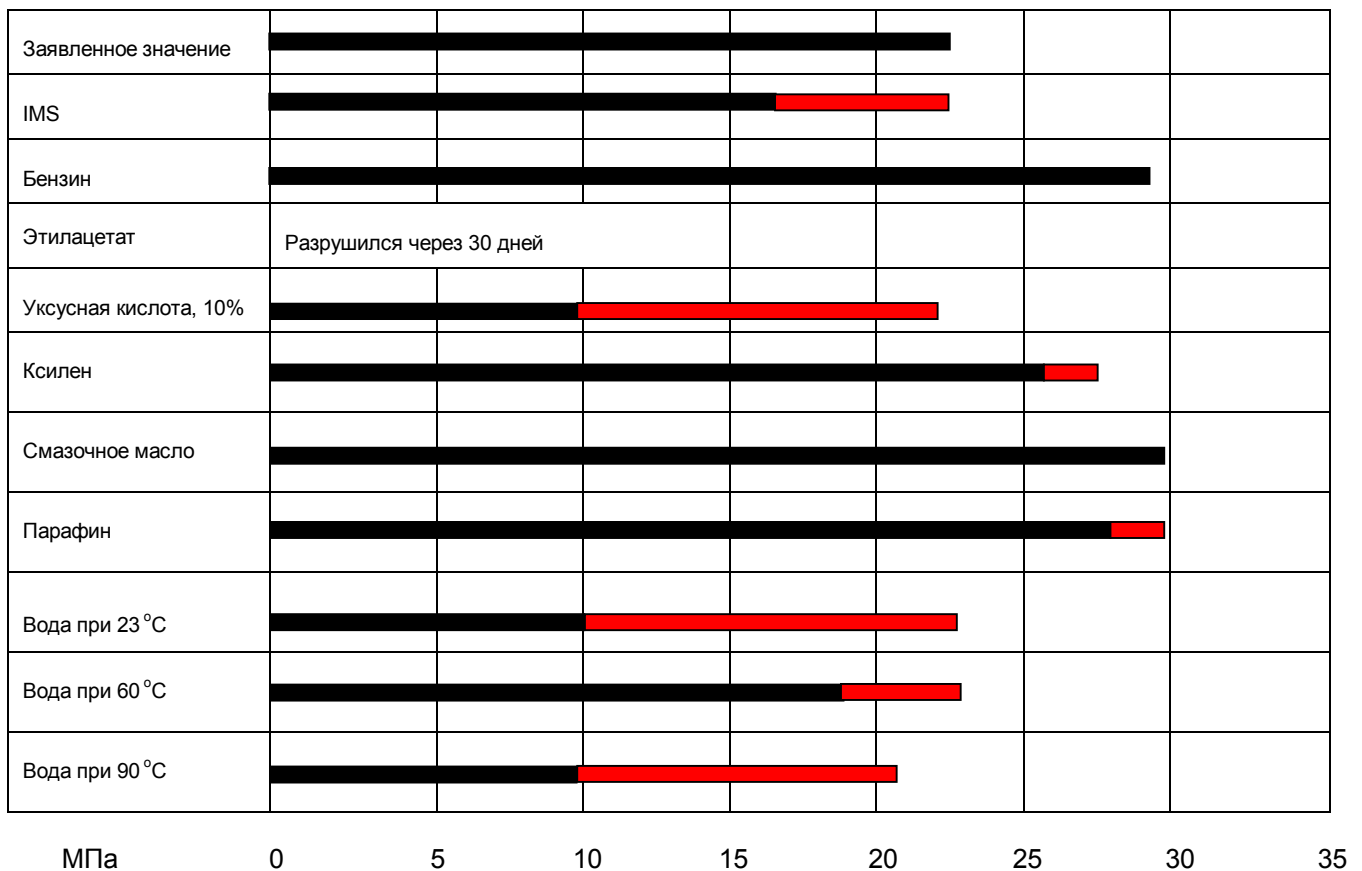 Заявленное значение
IMS
Бензин
Этилацетат
Разрушился через 30 дней
Уксусная кислота, 10%
Ксилен
Смазочное масло
Парафин
Вода при 23 °C
Вода при 60 °C
Вода при 90 °C
МПа 0 5 10 15 20 25 30 35